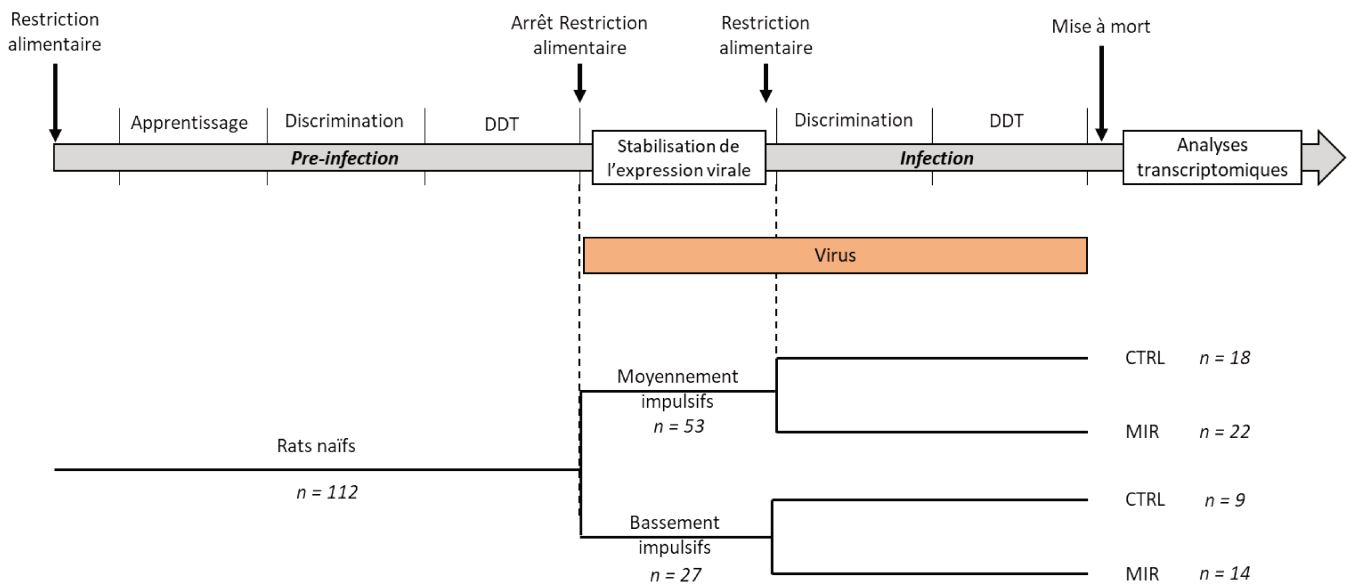 Restriction
alimentaire
Arrêt Restriction
alimentaire
Restriction
alimentaire
Mise à mort
Apprentissage
Discrimination
DDT
Discrimination
DDT
Pre-infection
Stabilisation de
l'expression virale
Infection
Analyses
transcriptomiques
Virus
Rats naïfs
n = 112
Moyennement
impulsifs
n = 53
CTRL n = 18
MIR n = 22
Bassement
impulsifs
n = 27
CTRL n = 9
MIR n = 14